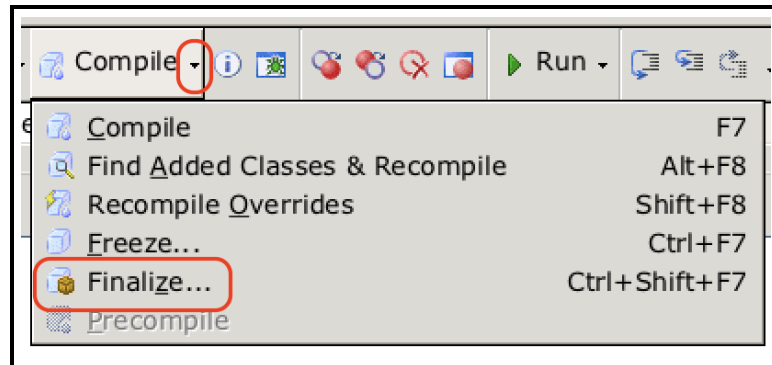 Compile Run
Compile F7
Find Added Classes & Recompile Alt+F8
Recompile Overrides Shift+F8
Freeze... Ctrl+F7
Finalize... Ctrl+Shift+F7
Precompile